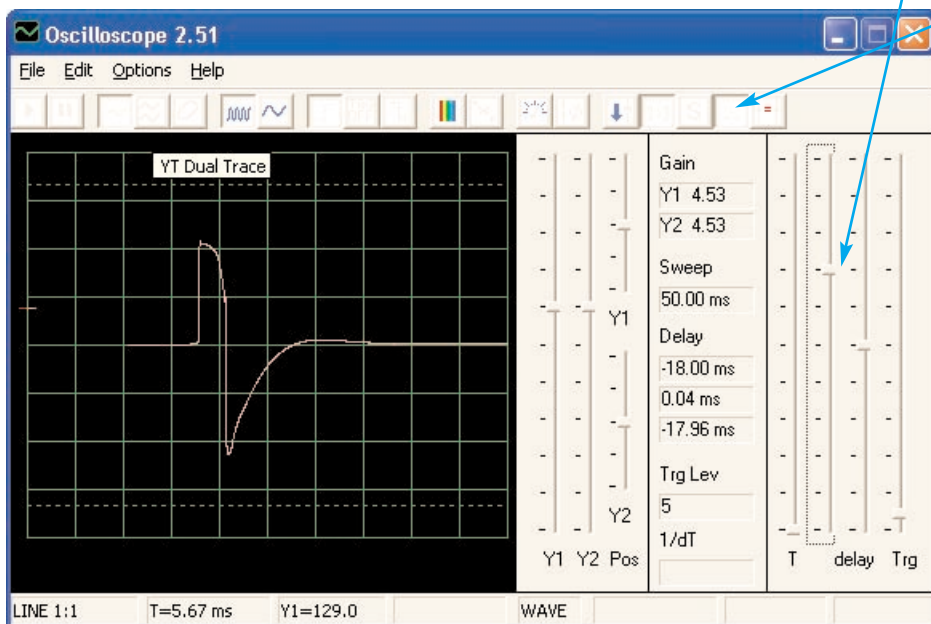 Oscilloscope 2.51
File Edit Options Help
YT Dual Trace
Gain
Y1 4.53
Y2 4.53
Sweep
50.00 ms
Y1
Delay
-18.00 ms
0.04 ms
-17.96 ms
Trg Lev
5
Y2
1/dT
Y1 Y2 Pos
T delay Trg
LINE 1:1 T=5.67 ms Y1=129.0 WAVE